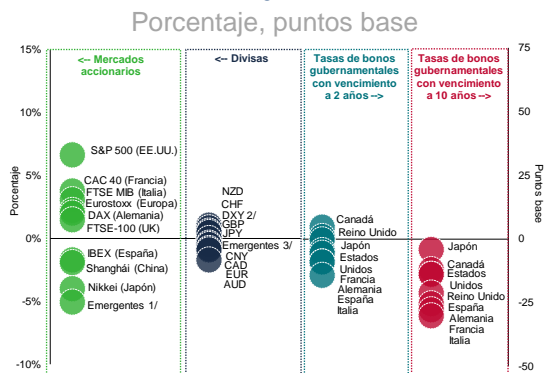 Porcentaje, puntos base
15%
10%
5%
0%
-5%
-10%
Porcentaje
<-- Mercados
accionarios
S&P 500 (EE.UU.)
CAC 40 (Francia)
FTSE MIB (Italia)
Eurostoxx (Europa)
DAX (Alemania)
FTSE-100 (UK)
IBEX (España)
Shanghái (China)
Nikkei (Japón)
Emergentes 1/
<-- Divisas
NZD
CHF
DXY 2/
GBP
JPY
Emergentes 3/
CNY
CAD
EUR
AUD
Tasas de bonos
gubernamentales
con vencimiento
a 2 años -->
Canadá
Reino Unido
Japón
Estados
Unidos
Francia
Alemania
España
Italia
Tasas de bonos
gubernamentales
con vencimiento
a 10 años -->
Japón
Canadá
Estados
Unidos
Reino Unido
España
Alemania
Francia
Italia
75
50
25
0
-25
-50
Puntos base